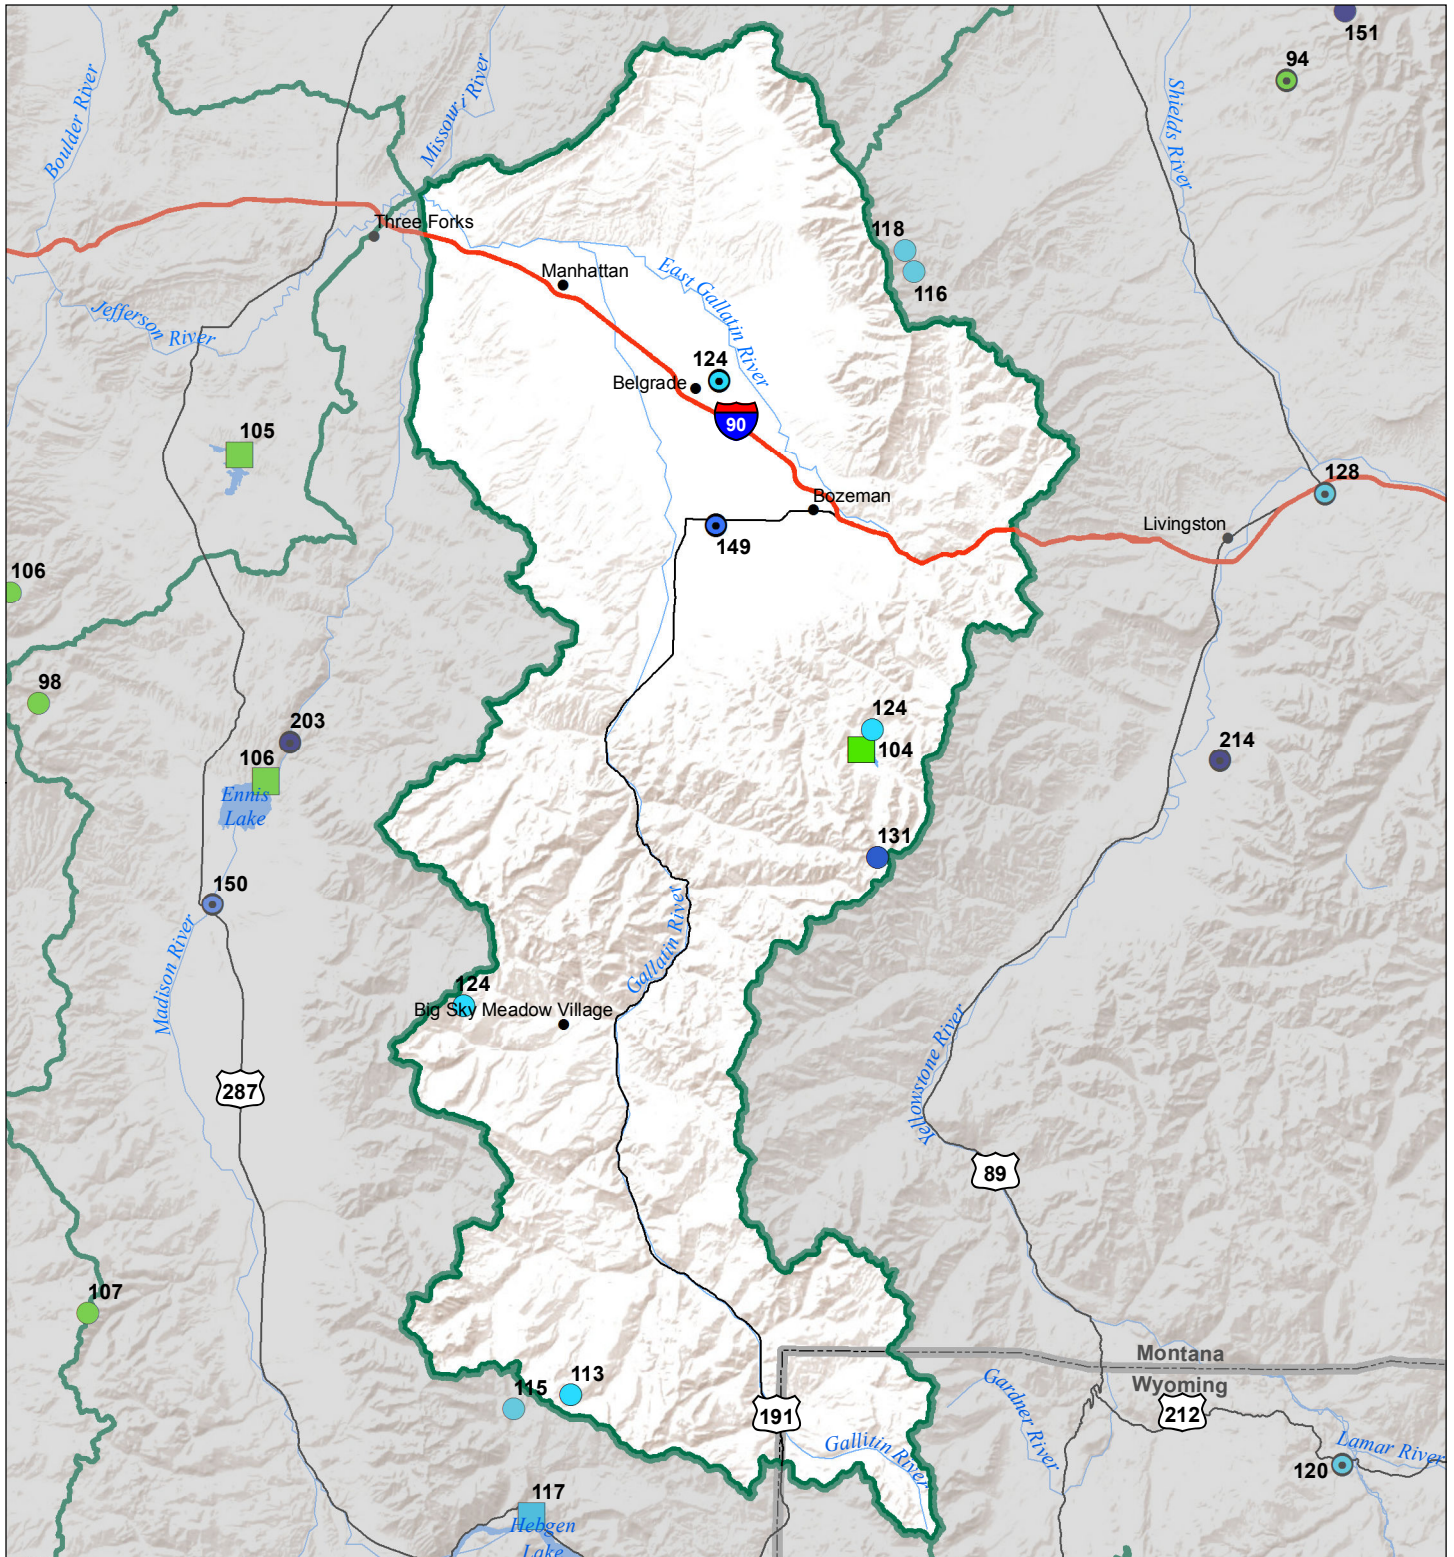 151
94
Boulder River
Missouri River
Shields River
Three Forks
118
116
East Gallatin River
Manhattan
Jefferson River
124
Belgrade
90
105
128
Bozeman
Livingston
149
106
98
203
124
104
214
106
Ennis
Lake
131
150
Madison River
Gallatin River
124
Big Sky Meadow Village
Yellowstone River
287
89
107
Montana
Wyoming
113
115
191
212
Gardner River
Gallitin River
Lamar River
120
117
Hebgen
Lake